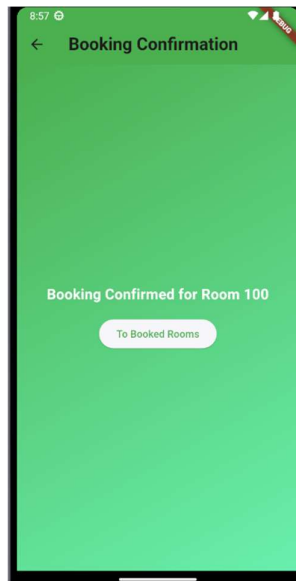 8:57
DEBUG
Booking Confirmation
Booking Confirmed for Room 100
To Booked Rooms